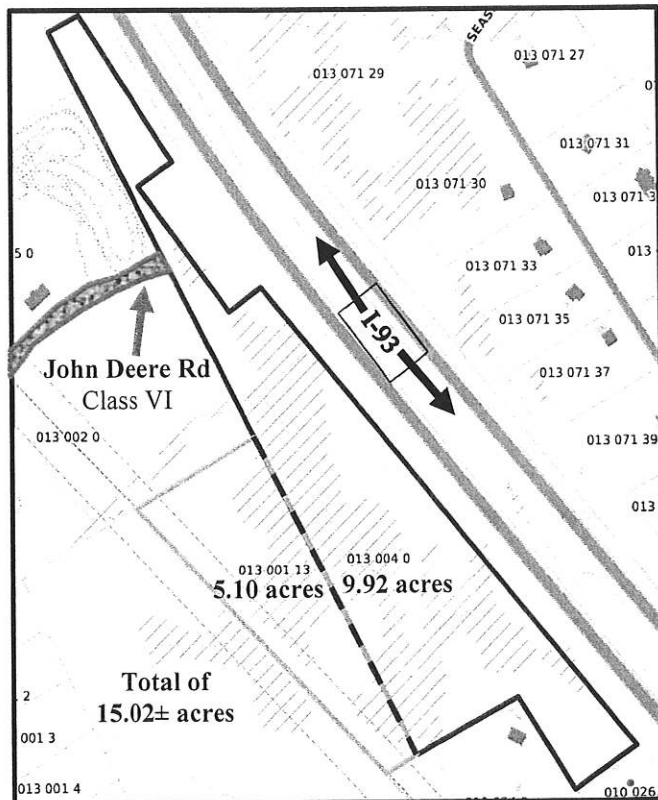 SEAS
013 071 27
013 071 29
013 071 31
013 071 30
013 071 3
5 0
013 071 33
I-93
013 071 35
John Deere Rd
Class VI
013 071 37
013 002 0
013 071 39
013
013 001 13
013 004 0
5.10 acres
9.92 acres
Total of
15.02± acres
2
001 3
013 001 4
010 026